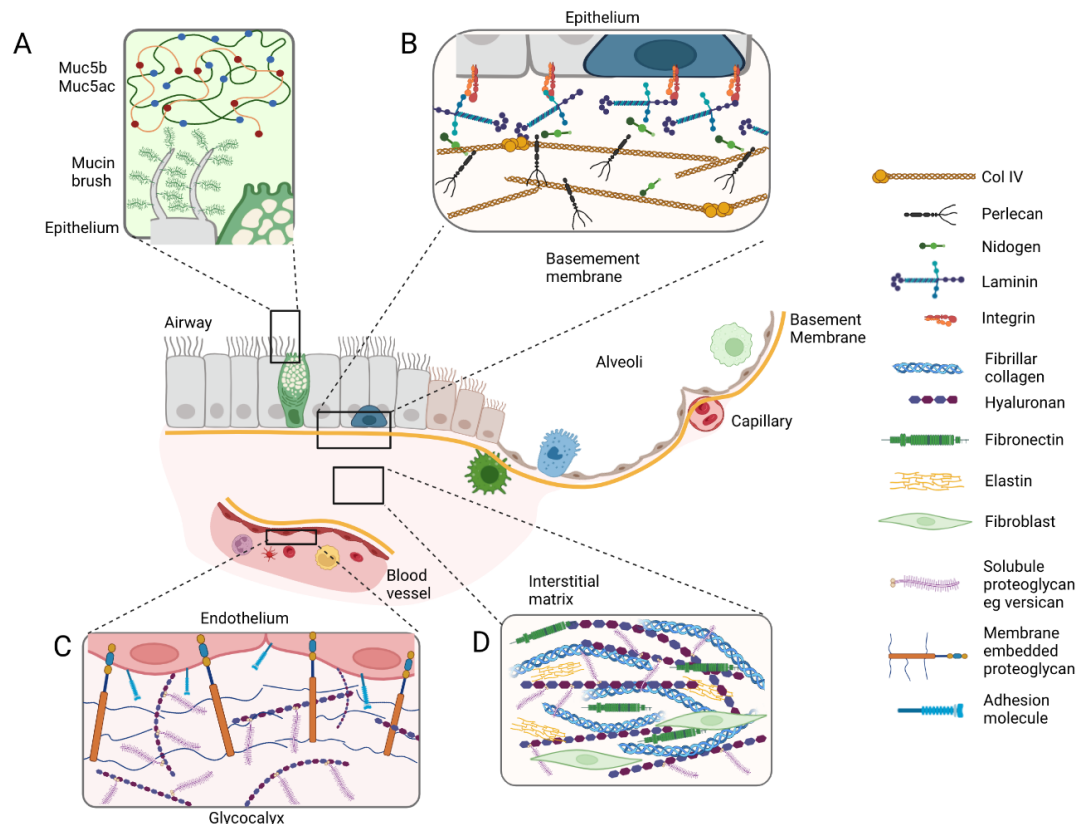 A
Muc5b
Muc5ac
Mucin
brush
Epithelium
B
Epithelium
Basemement
membrane
Airway
Alveoli
Basement
Membrane
Capillary
Blood
vessel
C
Endothelium
Glycocalyx
Interstitial
matrix
D
Col IV
Perlecan
Nidogen
Laminin
Integrin
Fibrillar
collagen
Hyaluronan
Fibronectin
Elastin
Fibroblast
Solubule
proteoglycan
eg versican
Membrane
embedded
proteoglycan
Adhesion
molecule